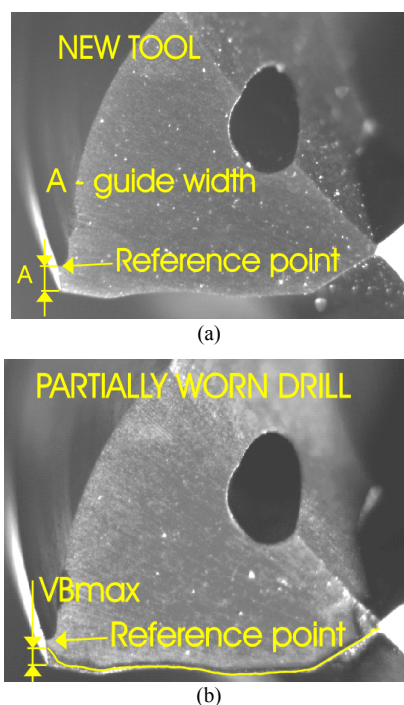 NEW TOOL
A - guide width
Reference point
A
(a)
PARTIALLY WORN DRILL
VBmax
Reference point
(b)